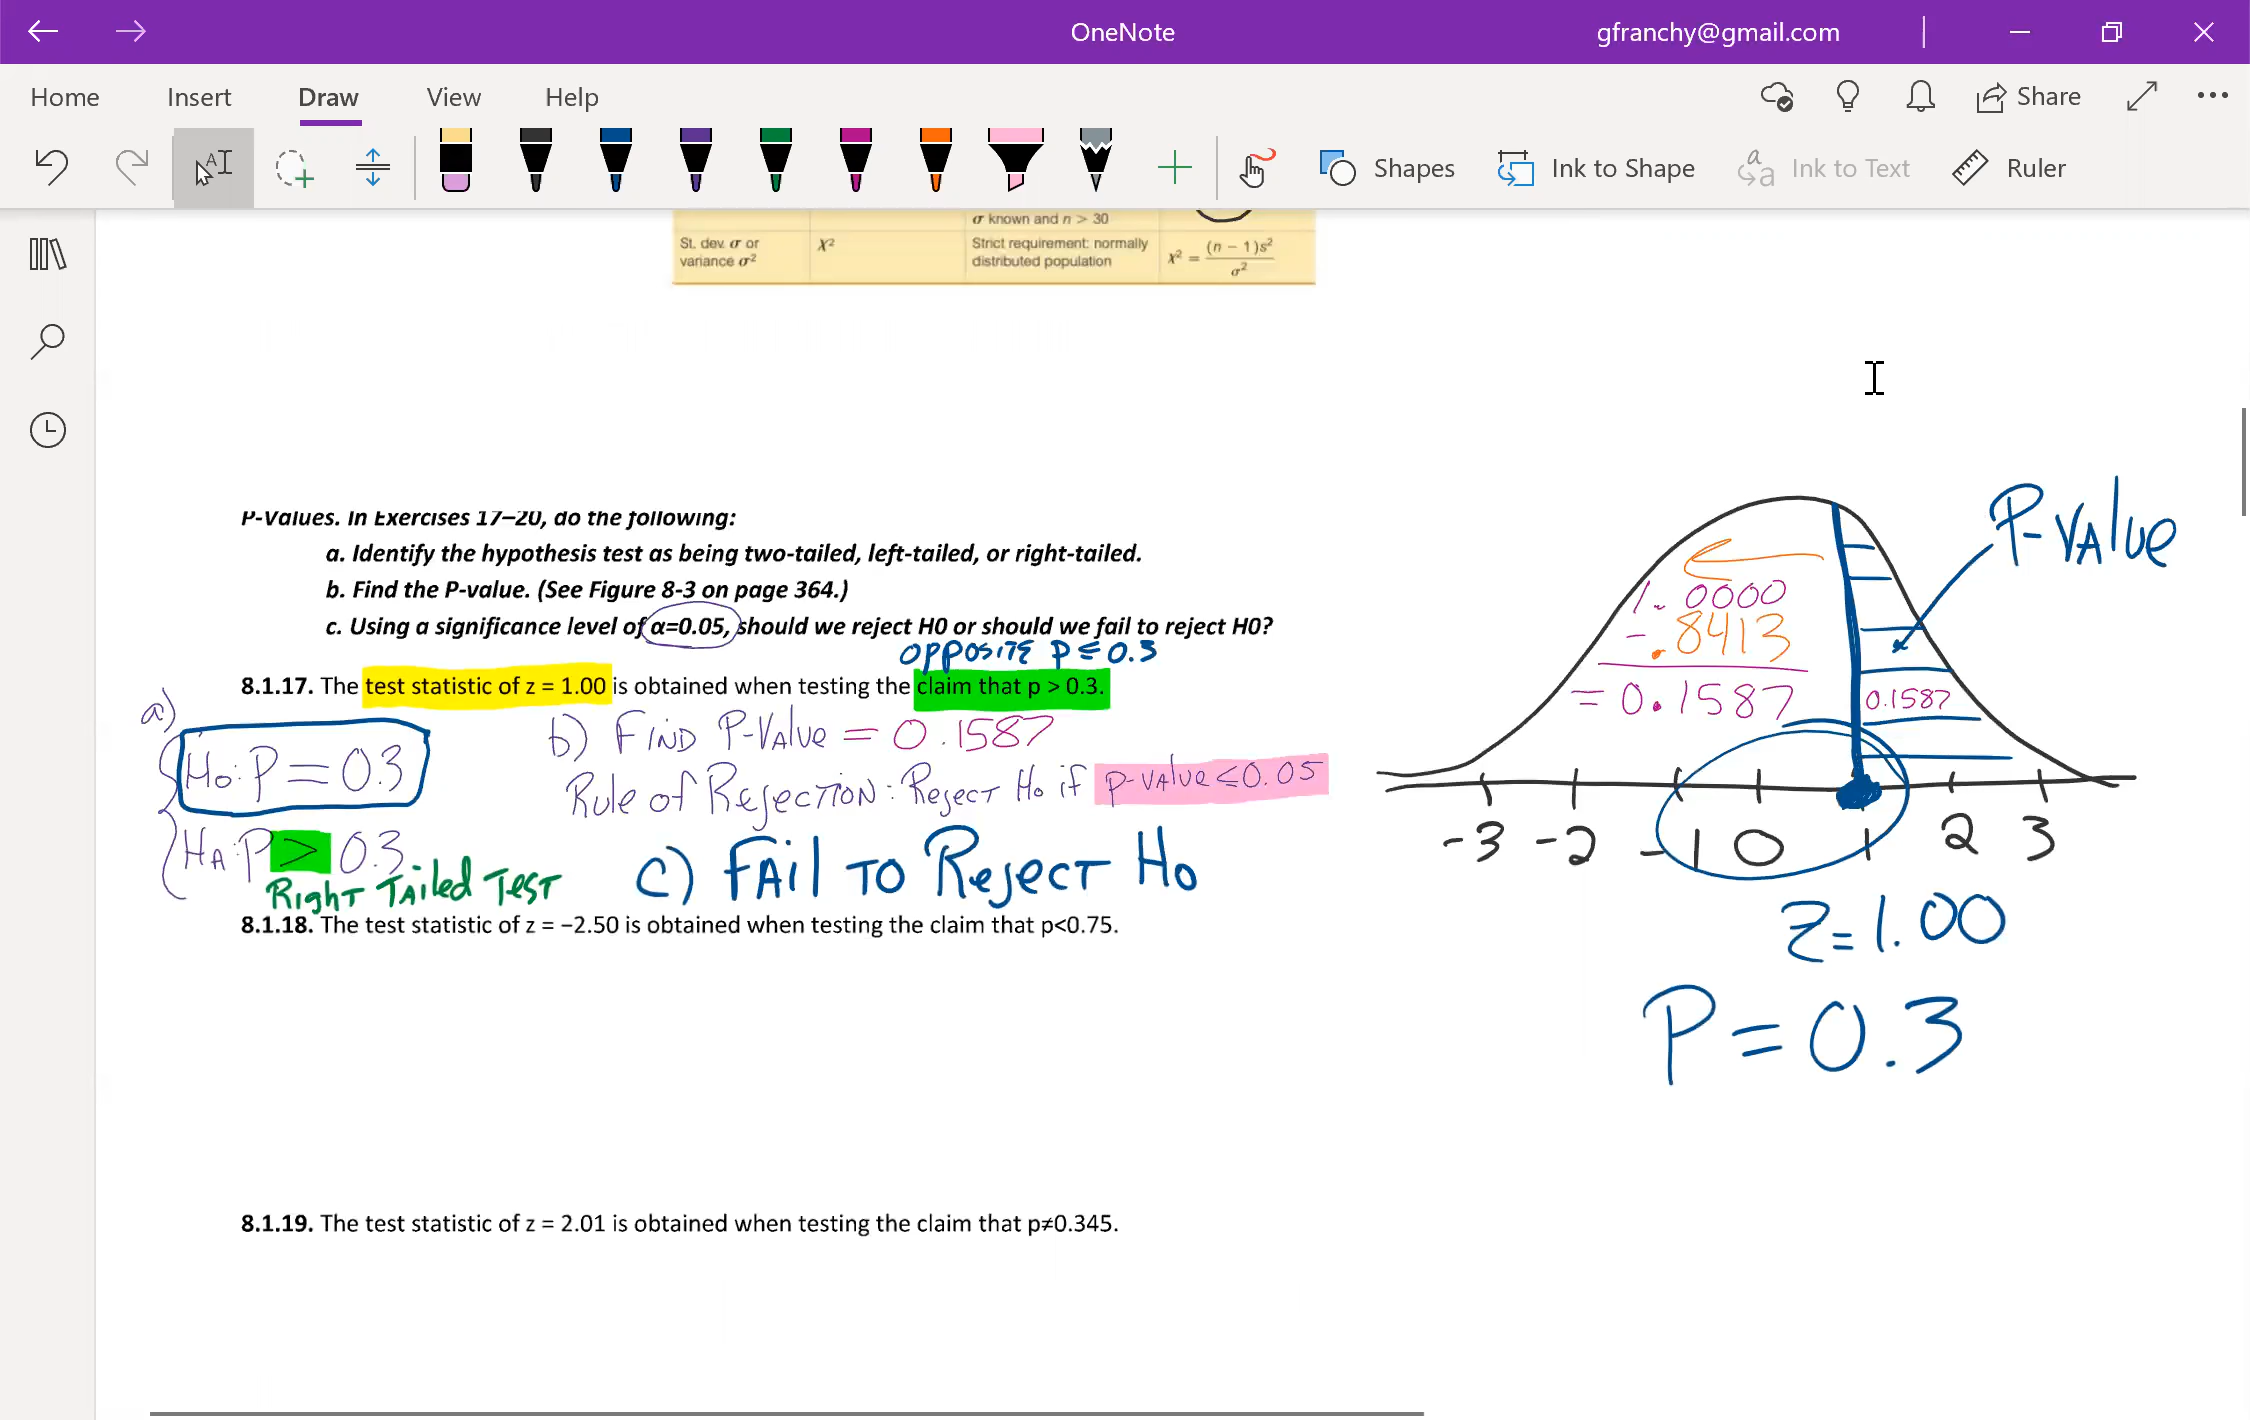 OneNote
gfranchy@gmail.com
Home Insert Draw View Help
Share
Shapes Ink to Shape Ink to Text Ruler
σ known and n > 30
St. dev. σ or variance σ²
χ²
Strict requirement: normally distributed population
χ² = (n − 1)s² / σ²
P-Values. In Exercises 17–20, do the following:
a. Identify the hypothesis test as being two-tailed, left-tailed, or right-tailed.
b. Find the P-value. (See Figure 8-3 on page 364.)
c. Using a significance level of α=0.05, should we reject H0 or should we fail to reject H0?
OPPOSITE P ≤ 0.3
8.1.17. The test statistic of z = 1.00 is obtained when testing the claim that p > 0.3.
a)
Ho: P = 0.3
HA: P > 0.3
Right Tailed Test
b) Find P-Value = 0.1587
Rule of Rejection: Reject Ho if P-value ≤ 0.05
c) Fail to Reject Ho
8.1.18. The test statistic of z = −2.50 is obtained when testing the claim that p<0.75.
8.1.19. The test statistic of z = 2.01 is obtained when testing the claim that p≠0.345.
P-Value
1.0000
- .8413
= 0.1587
0.1587
-3 -2 -1 0 1 2 3
z = 1.00
P = 0.3